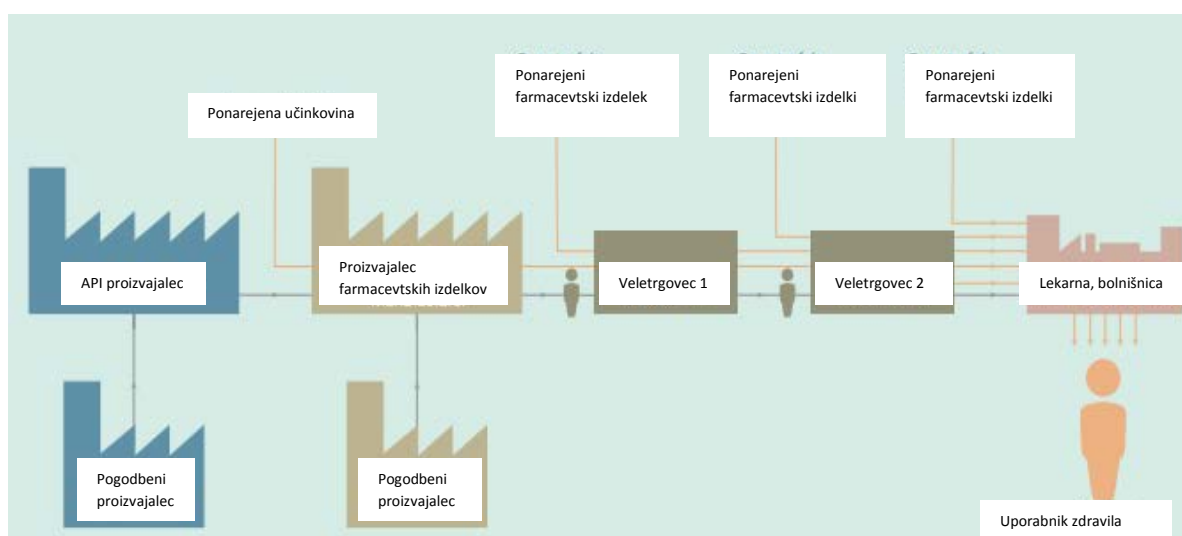 Ponarejena učinkovina
Ponarejeni
farmacevtski izdelek
Ponarejeni
farmacevtski izdelki
Ponarejeni
farmacevtski izdelki
API proizvajalec
Proizvajalec
farmacevtskih izdelkov
Veletrgovec 1
Veletrgovec 2
Lekarna, bolnišnica
Pogodbeni
proizvajalec
Pogodbeni
proizvajalec
Uporabnik zdravila